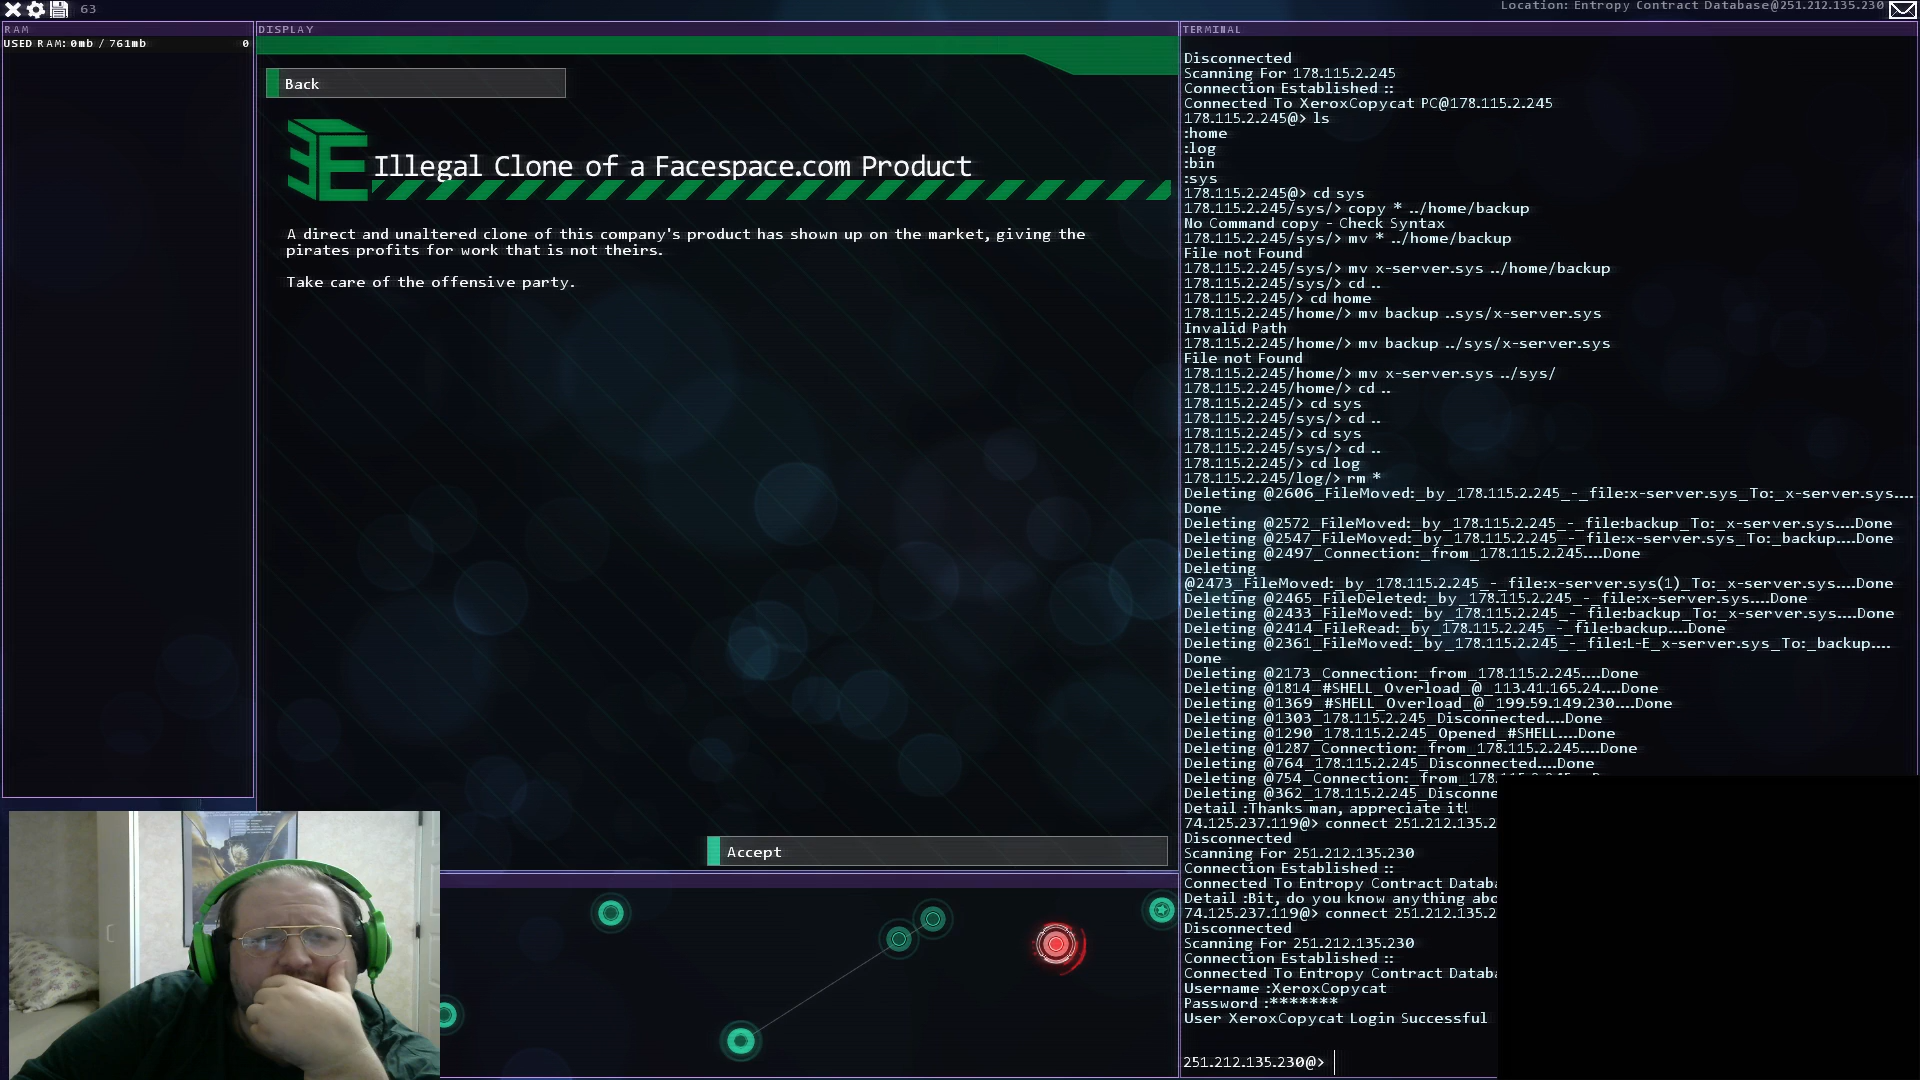 63
Location: Entropy Contract Database@251.212.135.230
RAM
USED RAM: 0mb / 761mb 0
DISPLAY
Back
Illegal Clone of a Facespace.com Product
A direct and unaltered clone of this company's product has shown up on the market, giving the
pirates profits for work that is not theirs.
Take care of the offensive party.
Accept
TERMINAL
Disconnected
Scanning For 178.115.2.245
Connection Established ::
Connected To XeroxCopycat PC@178.115.2.245
178.115.2.245@> ls
:home
:log
:bin
:sys
178.115.2.245@> cd sys
178.115.2.245/sys/> copy * ../home/backup
No Command copy - Check Syntax
178.115.2.245/sys/> mv * ../home/backup
File not Found
178.115.2.245/sys/> mv x-server.sys ../home/backup
178.115.2.245/sys/> cd ..
178.115.2.245/> cd home
178.115.2.245/home/> mv backup ..sys/x-server.sys
Invalid Path
178.115.2.245/home/> mv backup ../sys/x-server.sys
File not Found
178.115.2.245/home/> mv x-server.sys ../sys/
178.115.2.245/home/> cd ..
178.115.2.245/> cd sys
178.115.2.245/sys/> cd ..
178.115.2.245/> cd sys
178.115.2.245/sys/> cd ..
178.115.2.245/> cd log
178.115.2.245/log/> rm *
Deleting @2606_FileMoved:_by_178.115.2.245_-_file:x-server.sys_To:_x-server.sys....
Done
Deleting @2572_FileMoved:_by_178.115.2.245_-_file:backup_To:_x-server.sys....Done
Deleting @2547_FileMoved:_by_178.115.2.245_-_file:x-server.sys_To:_backup....Done
Deleting @2497_Connection:_from_178.115.2.245....Done
Deleting
@2473_FileMoved:_by_178.115.2.245_-_file:x-server.sys(1)_To:_x-server.sys....Done
Deleting @2465_FileDeleted:_by_178.115.2.245_-_file:x-server.sys....Done
Deleting @2433_FileMoved:_by_178.115.2.245_-_file:backup_To:_x-server.sys....Done
Deleting @2414_FileRead:_by_178.115.2.245_-_file:backup....Done
Deleting @2361_FileMoved:_by_178.115.2.245_-_file:L-E_x-server.sys_To:_backup....
Done
Deleting @2173_Connection:_from_178.115.2.245....Done
Deleting @1814_#SHELL_Overload_@_113.41.165.24....Done
Deleting @1369_#SHELL_Overload_@_199.59.149.230....Done
Deleting @1303_178.115.2.245_Disconnected....Done
Deleting @1290_178.115.2.245_Opened_#SHELL....Done
Deleting @1287_Connection:_from_178.115.2.245....Done
Deleting @764_178.115.2.245_Disconnected....Done
Deleting @754_Connection:_from_178.
Deleting @362_178.115.2.245_Disconne
Detail :Thanks man, appreciate it!
74.125.237.119@> connect 251.212.135.2
Disconnected
Scanning For 251.212.135.230
Connection Established ::
Connected To Entropy Contract Databa
Detail :Bit, do you know anything abo
74.125.237.119@> connect 251.212.135.2
Disconnected
Scanning For 251.212.135.230
Connection Established ::
Connected To Entropy Contract Databa
Username :XeroxCopycat
Password :*******
User XeroxCopycat Login Successful
251.212.135.230@>